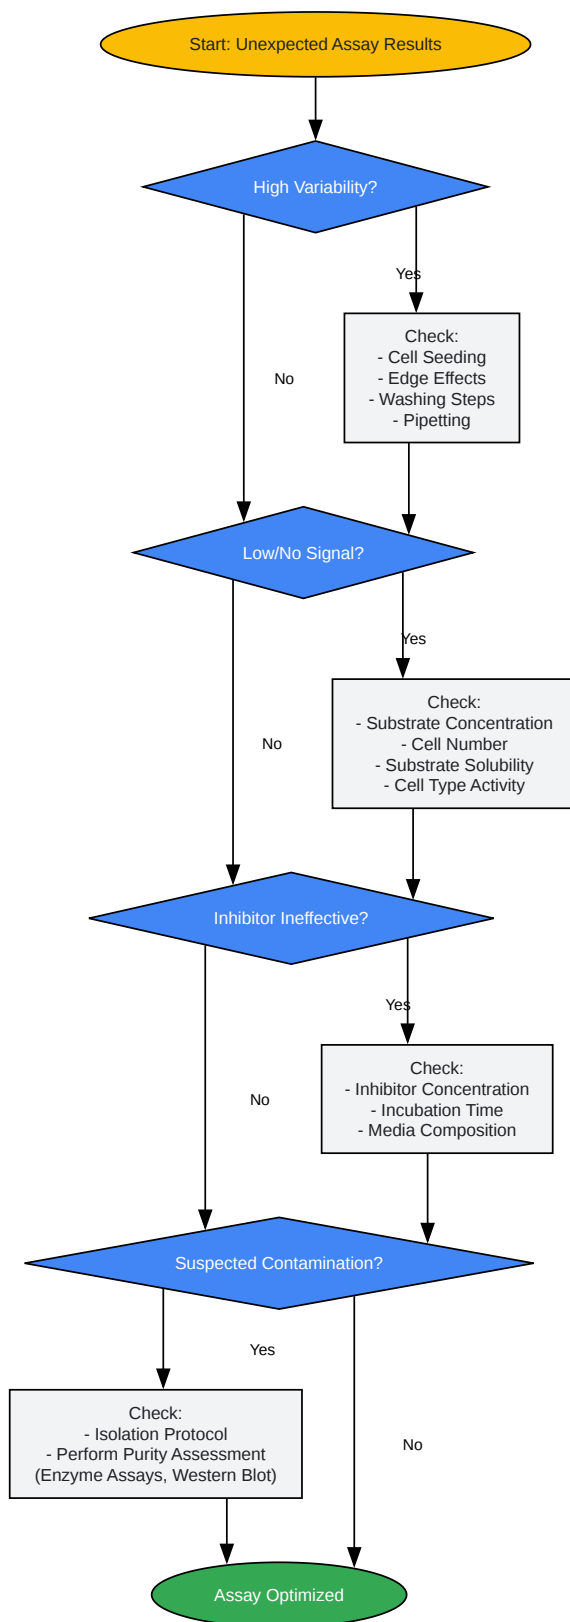 Start: Unexpected Assay Results
High Variability?
Yes
Check:
- Cell Seeding
- Edge Effects
- Washing Steps
- Pipetting
No
Low/No Signal?
Yes
Check:
- Substrate Concentration
- Cell Number
- Substrate Solubility
- Cell Type Activity
No
Inhibitor Ineffective?
Yes
Check:
- Inhibitor Concentration
- Incubation Time
- Media Composition
No
Suspected Contamination?
Yes
Check:
- Isolation Protocol
- Perform Purity Assessment
(Enzyme Assays, Western Blot)
No
Assay Optimized